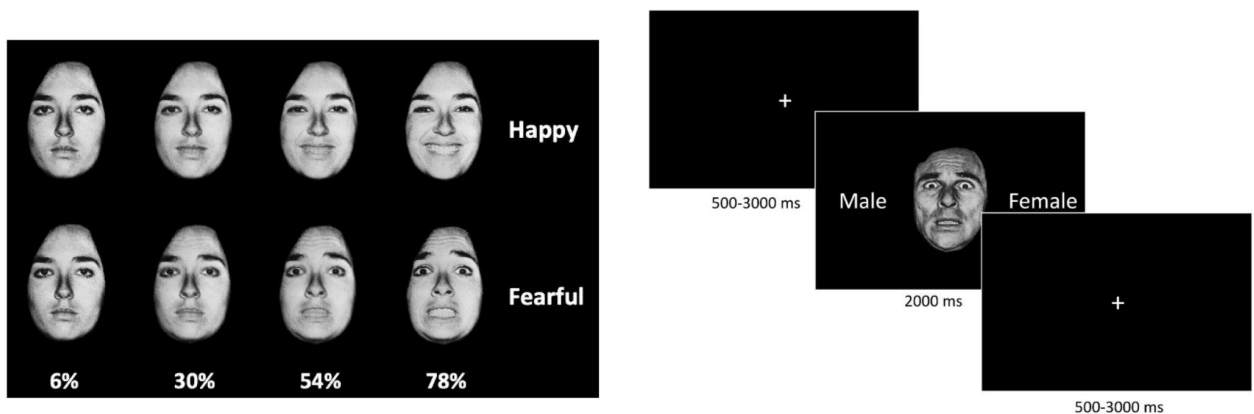 Happy
Fearful
6% 30% 54% 78%
+
500-3000 ms
Male Female
2000 ms
+
500-3000 ms